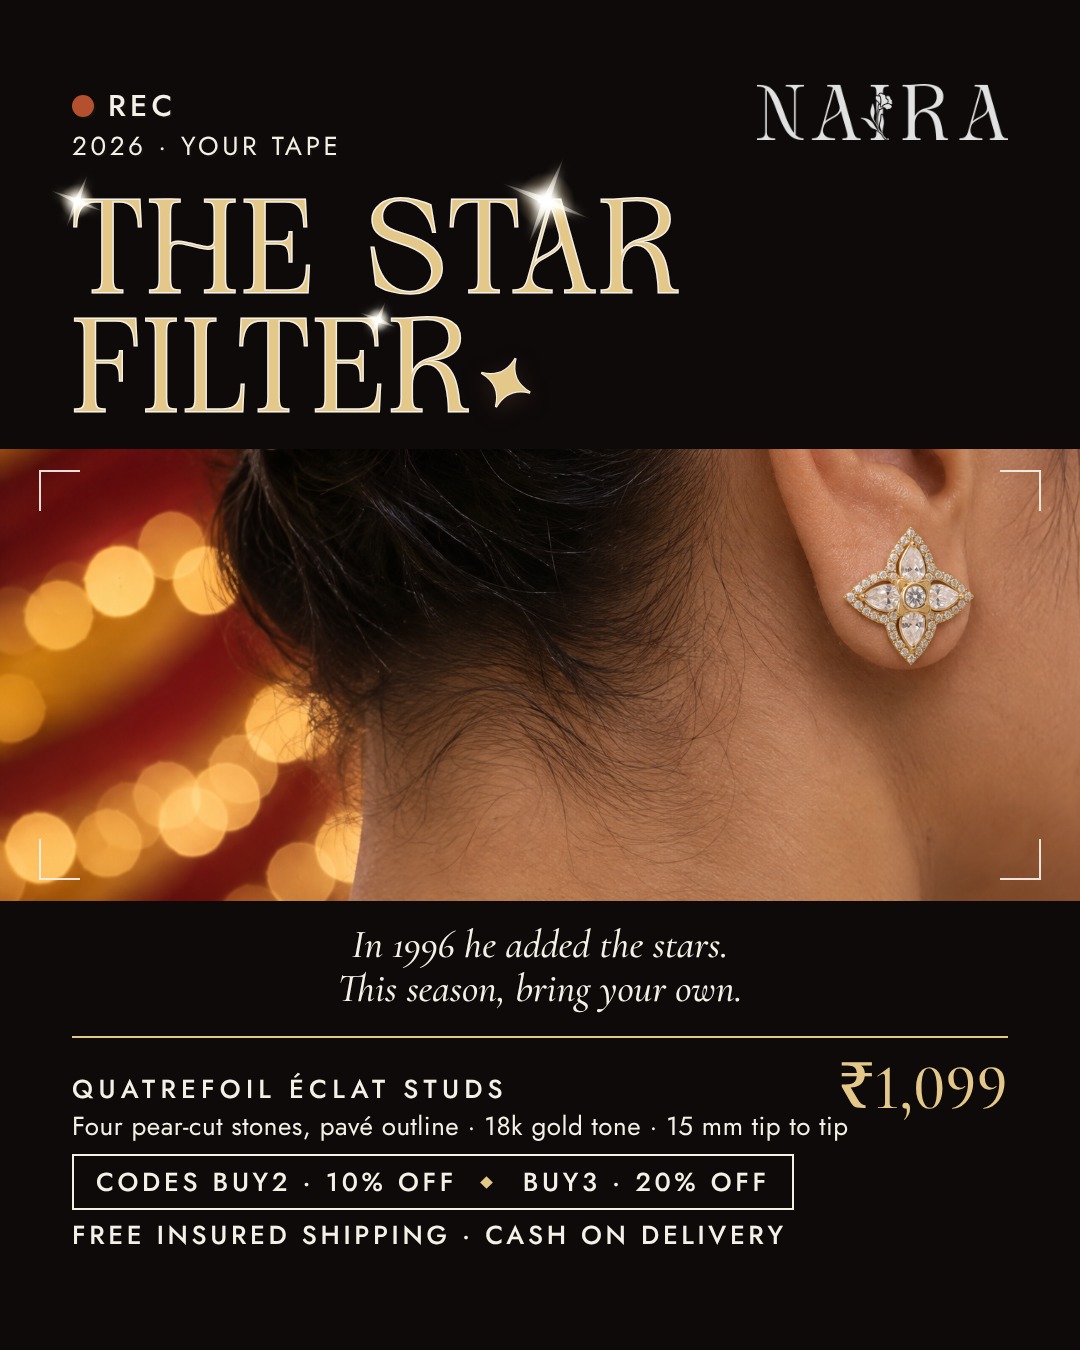 REC
NAIRA
2026 · YOUR TAPE
THE STAR
FILTER
In 1996 he added the stars.
This season, bring your own.
QUATREFOIL ÉCLAT STUDS
₹1,099
Four pear-cut stones, pavé outline · 18k gold tone · 15 mm tip to tip
CODES BUY2 · 10% OFF ◆ BUY3 · 20% OFF
FREE INSURED SHIPPING · CASH ON DELIVERY